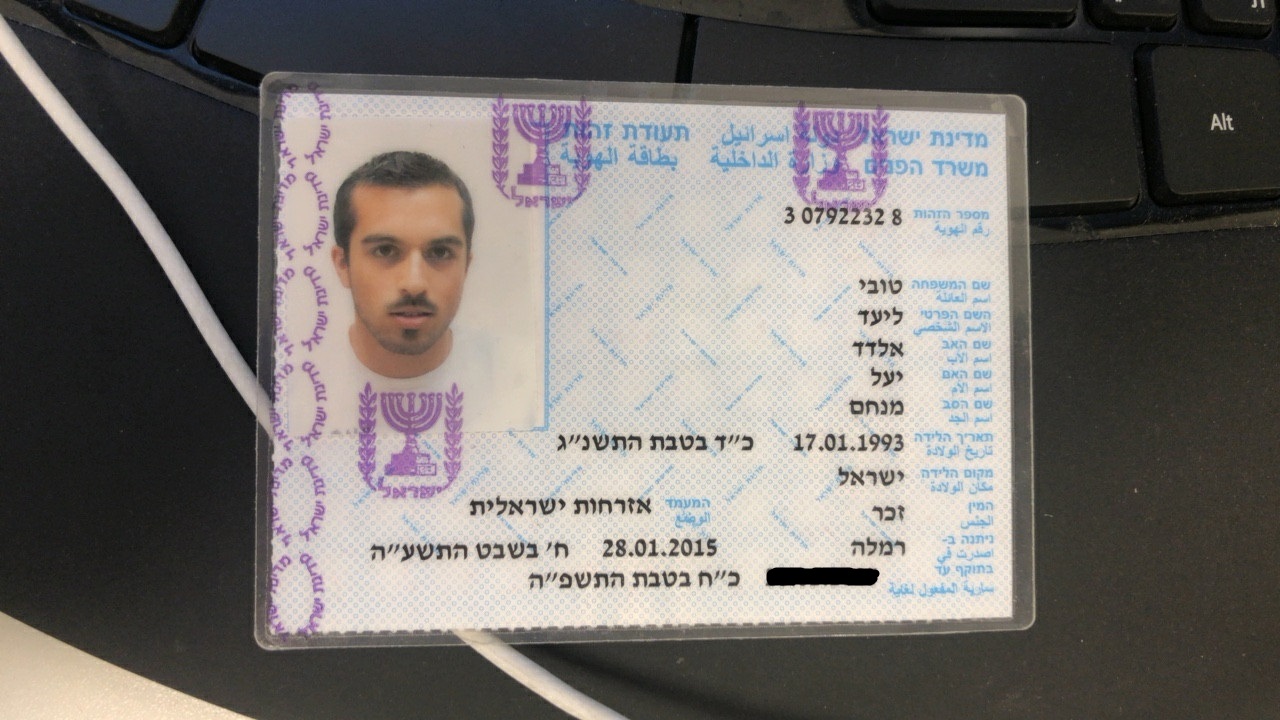 מדינת ישראל دولة اسرائيل תעודת זהות
משרד הפנים وزارة الداخلية بطاقة الهوية
מספר הזהות 3 0792232 8
رقم الهوية
שם המשפחה טובי
اسم العائلة
השם הפרטי ליעד
الاسم الشخصي
שם האב אלדד
اسم الاب
שם האם יעל
اسم الام
שם הסב מנחם
اسم الجد
תאריך הלידה 17.01.1993 כ״ד בטבת התשנ״ג
تاريخ الولادة
מקום הלידה ישראל
مكان الولادة
המין זכר המעמד אזרחות ישראלית
الجنس الوضع
ניתנה ב- רמלה 28.01.2015 ח׳ בשבט התשע״ה
اصدرت في
בתוקף עד כ״ח בטבת התשפ״ה
سارية المفعول لغاية
ישראל
ישראל
ישראל
מדינת ישראל
Alt